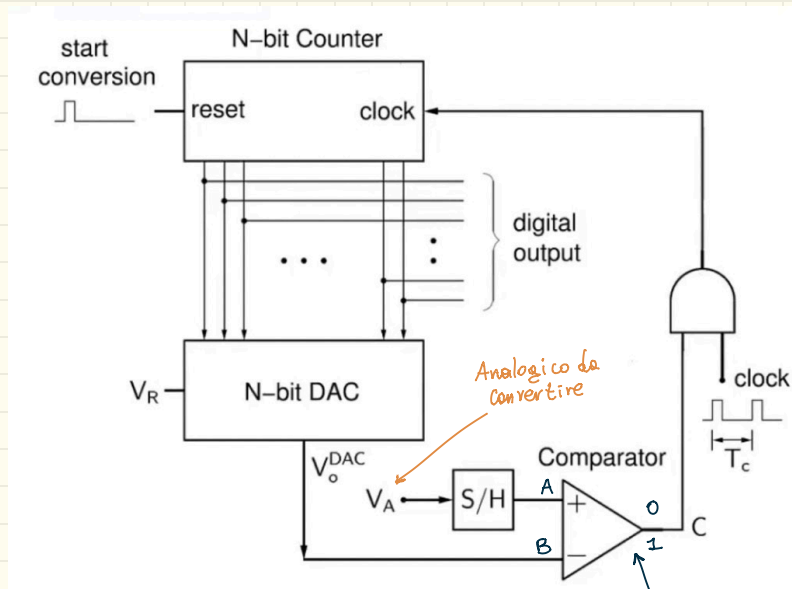 N-bit Counter
start
conversion
reset
clock
digital
output
Analogico da
convertire
V_R
N-bit DAC
clock
T_c
V_o^DAC
Comparator
V_A
S/H
A
+
0
C
B
−
1